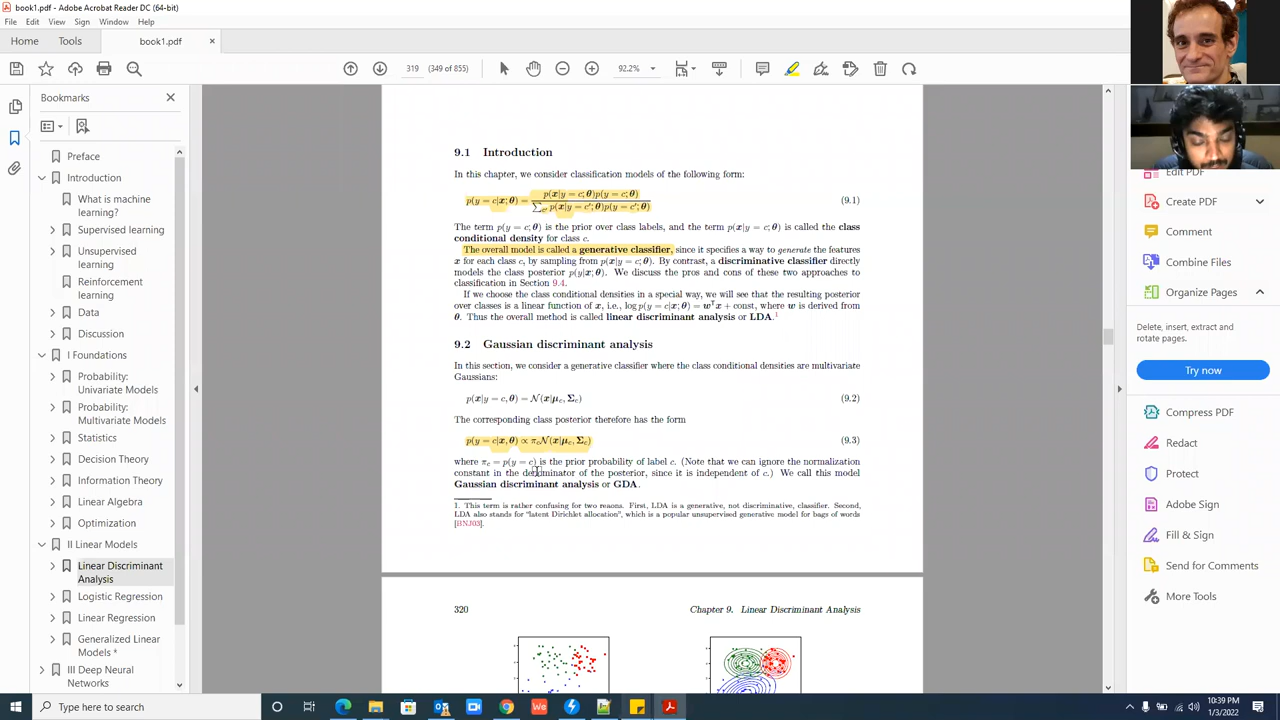 book1.pdf - Adobe Acrobat Reader DC (64-bit)
File Edit View Sign Window Help
Home Tools book1.pdf ×
319 (349 of 855) 92.2%
Bookmarks
Preface
Introduction
What is machine
learning?
Supervised learning
Unsupervised
learning
Reinforcement
learning
Data
Discussion
I Foundations
Probability:
Univariate Models
Probability:
Multivariate Models
Statistics
Decision Theory
Information Theory
Linear Algebra
Optimization
II Linear Models
Linear Discriminant
Analysis
Logistic Regression
Linear Regression
Generalized Linear
Models *
III Deep Neural
Networks
9.1 Introduction
In this chapter, we consider classification models of the following form:
p(y = c|x; θ) = p(x|y = c; θ)p(y = c; θ) / ∑c′ p(x|y = c′; θ)p(y = c′; θ) (9.1)
The term p(y = c; θ) is the prior over class labels, and the term p(x|y = c; θ) is called the class
conditional density for class c.
The overall model is called a generative classifier, since it specifies a way to generate the features
x for each class c, by sampling from p(x|y = c; θ). By contrast, a discriminative classifier directly
models the class posterior p(y|x; θ). We discuss the pros and cons of these two approaches to
classification in Section 9.4.
If we choose the class conditional densities in a special way, we will see that the resulting posterior
over classes is a linear function of x, i.e., log p(y = c|x; θ) = wᵀx + const, where w is derived from
θ. Thus the overall method is called linear discriminant analysis or LDA.¹
9.2 Gaussian discriminant analysis
In this section, we consider a generative classifier where the class conditional densities are multivariate
Gaussians:
p(x|y = c, θ) = N(x|μc, Σc) (9.2)
The corresponding class posterior therefore has the form
p(y = c|x, θ) ∝ πcN(x|μc, Σc) (9.3)
where πc = p(y = c) is the prior probability of label c. (Note that we can ignore the normalization
constant in the denominator of the posterior, since it is independent of c.) We call this model
Gaussian discriminant analysis or GDA.
1. This term is rather confusing for two reaons. First, LDA is a generative, not discriminative, classifier. Second,
LDA also stands for "latent Dirichlet allocation", which is a popular unsupervised generative model for bags of words
[BNJ03].
320 Chapter 9. Linear Discriminant Analysis
Edit PDF
Create PDF
Comment
Combine Files
Organize Pages
Delete, insert, extract and
rotate pages.
Try now
Compress PDF
Redact
Protect
Adobe Sign
Fill & Sign
Send for Comments
More Tools
Type here to search
We
10:39 PM
1/3/2022